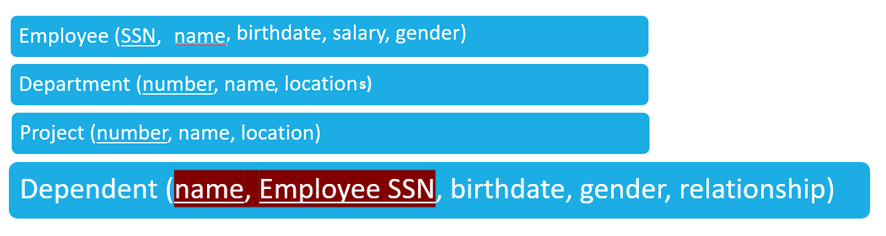 Employee (SSN, name, birthdate, salary, gender)
Department (number, name, locations)
Project (number, name, location)
Dependent (name, Employee SSN, birthdate, gender, relationship)